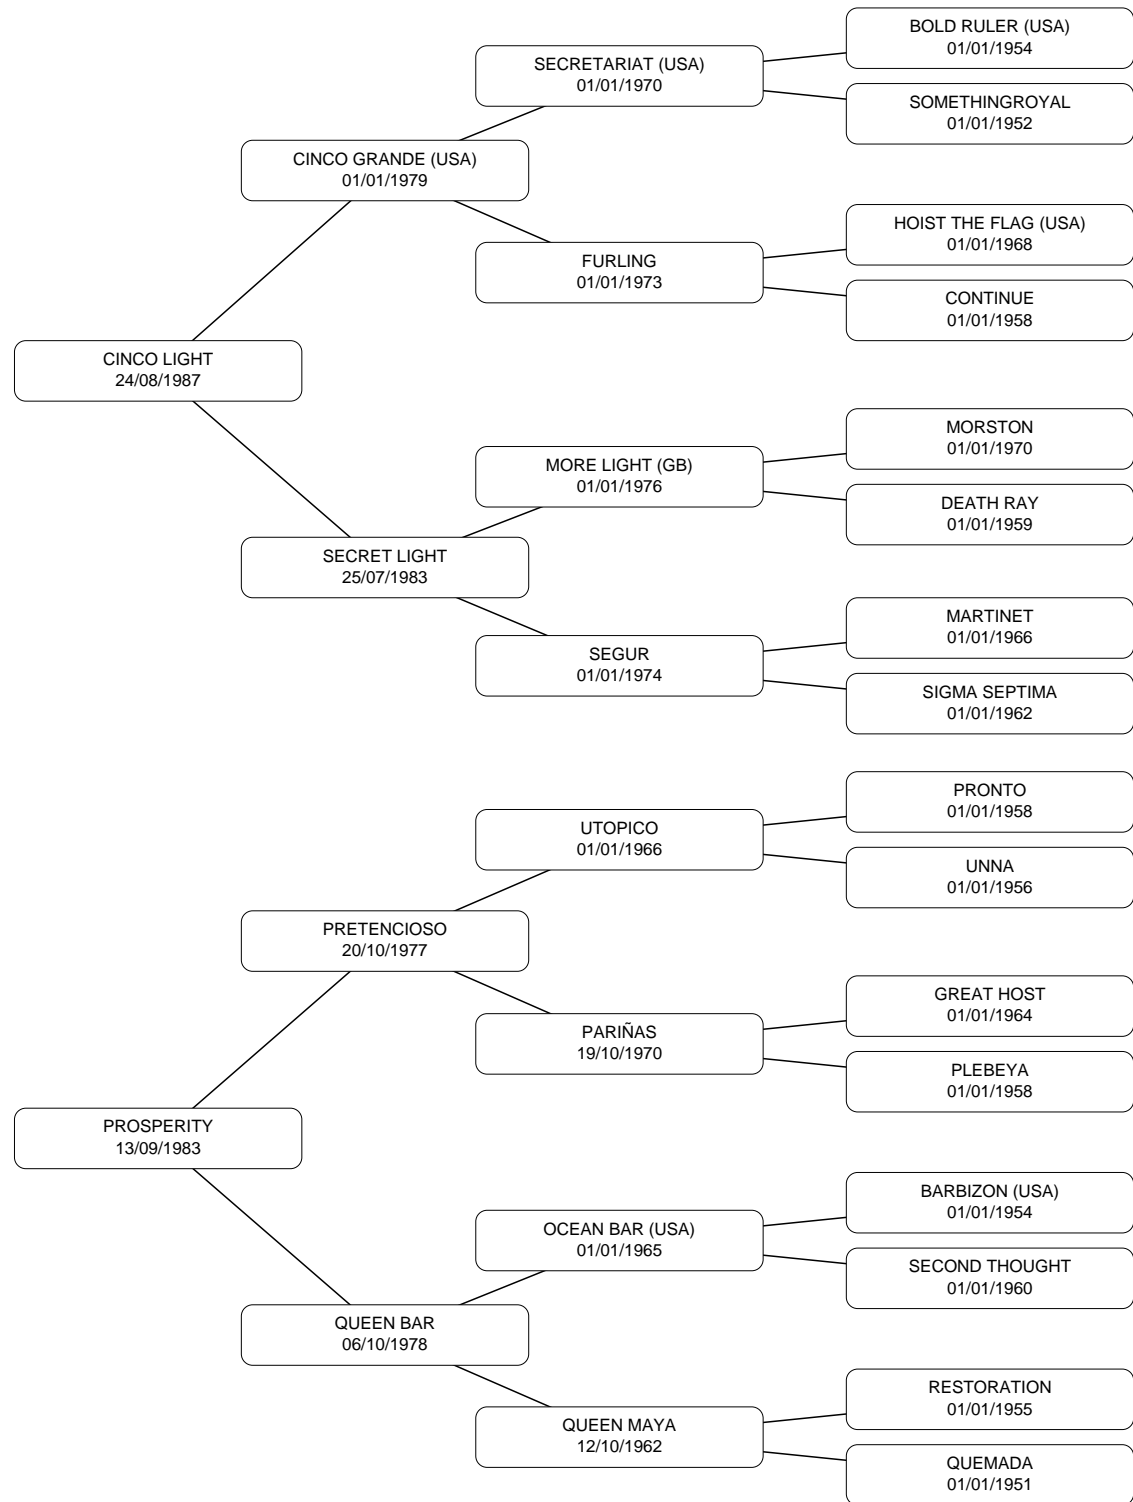 BOLD RULER (USA)
01/01/1954
SECRETARIAT (USA)
01/01/1970
SOMETHINGROYAL
01/01/1952
CINCO GRANDE (USA)
01/01/1979
HOIST THE FLAG (USA)
01/01/1968
FURLING
01/01/1973
CONTINUE
01/01/1958
CINCO LIGHT
24/08/1987
MORSTON
01/01/1970
MORE LIGHT (GB)
01/01/1976
DEATH RAY
01/01/1959
SECRET LIGHT
25/07/1983
MARTINET
01/01/1966
SEGUR
01/01/1974
SIGMA SEPTIMA
01/01/1962
PRONTO
01/01/1958
UTOPICO
01/01/1966
UNNA
01/01/1956
PRETENCIOSO
20/10/1977
GREAT HOST
01/01/1964
PARIÑAS
19/10/1970
PLEBEYA
01/01/1958
PROSPERITY
13/09/1983
BARBIZON (USA)
01/01/1954
OCEAN BAR (USA)
01/01/1965
SECOND THOUGHT
01/01/1960
QUEEN BAR
06/10/1978
RESTORATION
01/01/1955
QUEEN MAYA
12/10/1962
QUEMADA
01/01/1951